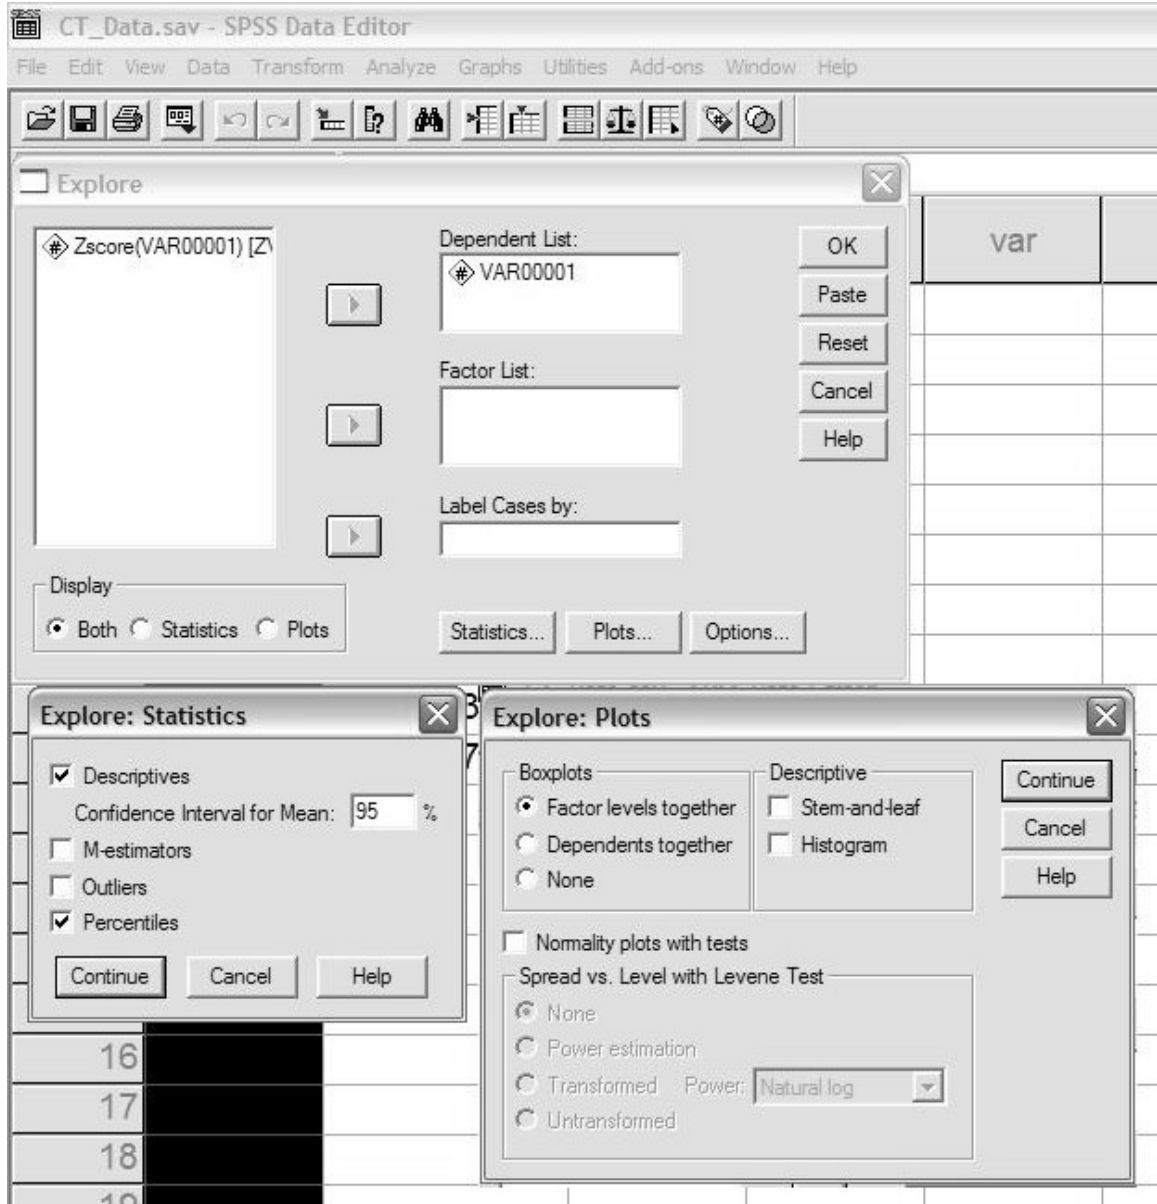 SPSS CT_Data.sav - SPSS Data Editor
File Edit View Data Transform Analyze Graphs Utilities Add-ons Window Help
Explore
Zscore(VAR00001) [ZV
Dependent List:
VAR00001
Factor List:
Label Cases by:
OK
Paste
Reset
Cancel
Help
var
Display
Both Statistics Plots
Statistics... Plots... Options...
Explore: Statistics
Descriptives
Confidence Interval for Mean: 95 %
M-estimators
Outliers
Percentiles
Continue Cancel Help
Explore: Plots
Boxplots
Factor levels together
Dependents together
None
Descriptive
Stem-and-leaf
Histogram
Continue
Cancel
Help
Normality plots with tests
Spread vs. Level with Levene Test
None
Power estimation
Transformed Power: Natural log
Untransformed
16
17
18
19